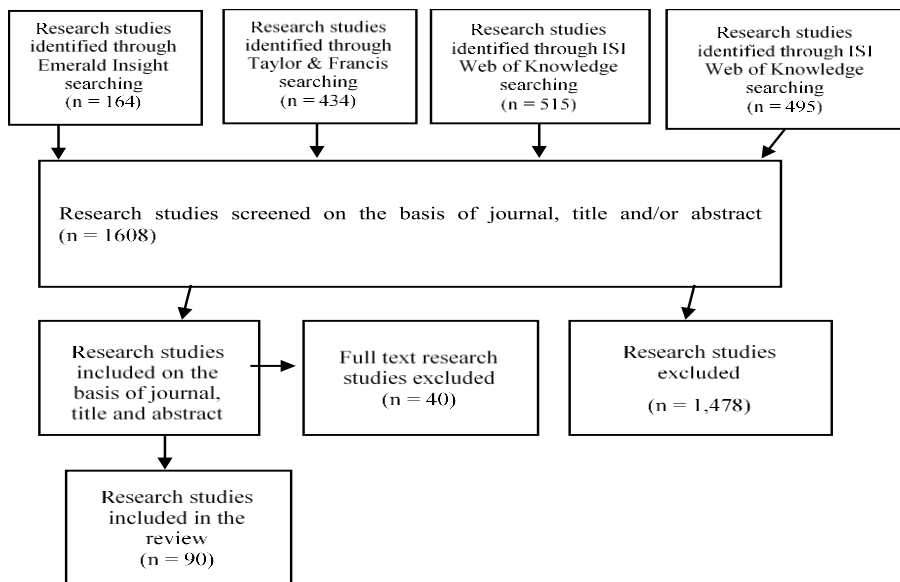 Research studies
identified through
Emerald Insight
searching
(n = 164)
Research studies
identified through
Taylor & Francis
searching
(n = 434)
Research studies
identified through ISI
Web of Knowledge
searching
(n = 515)
Research studies
identified through ISI
Web of Knowledge
searching
(n = 495)
Research studies screened on the basis of journal, title and/or abstract
(n = 1608)
Research studies
included on the
basis of journal,
title and abstract
Full text research
studies excluded
(n = 40)
Research studies
excluded
(n = 1,478)
Research studies
included in the
review
(n = 90)